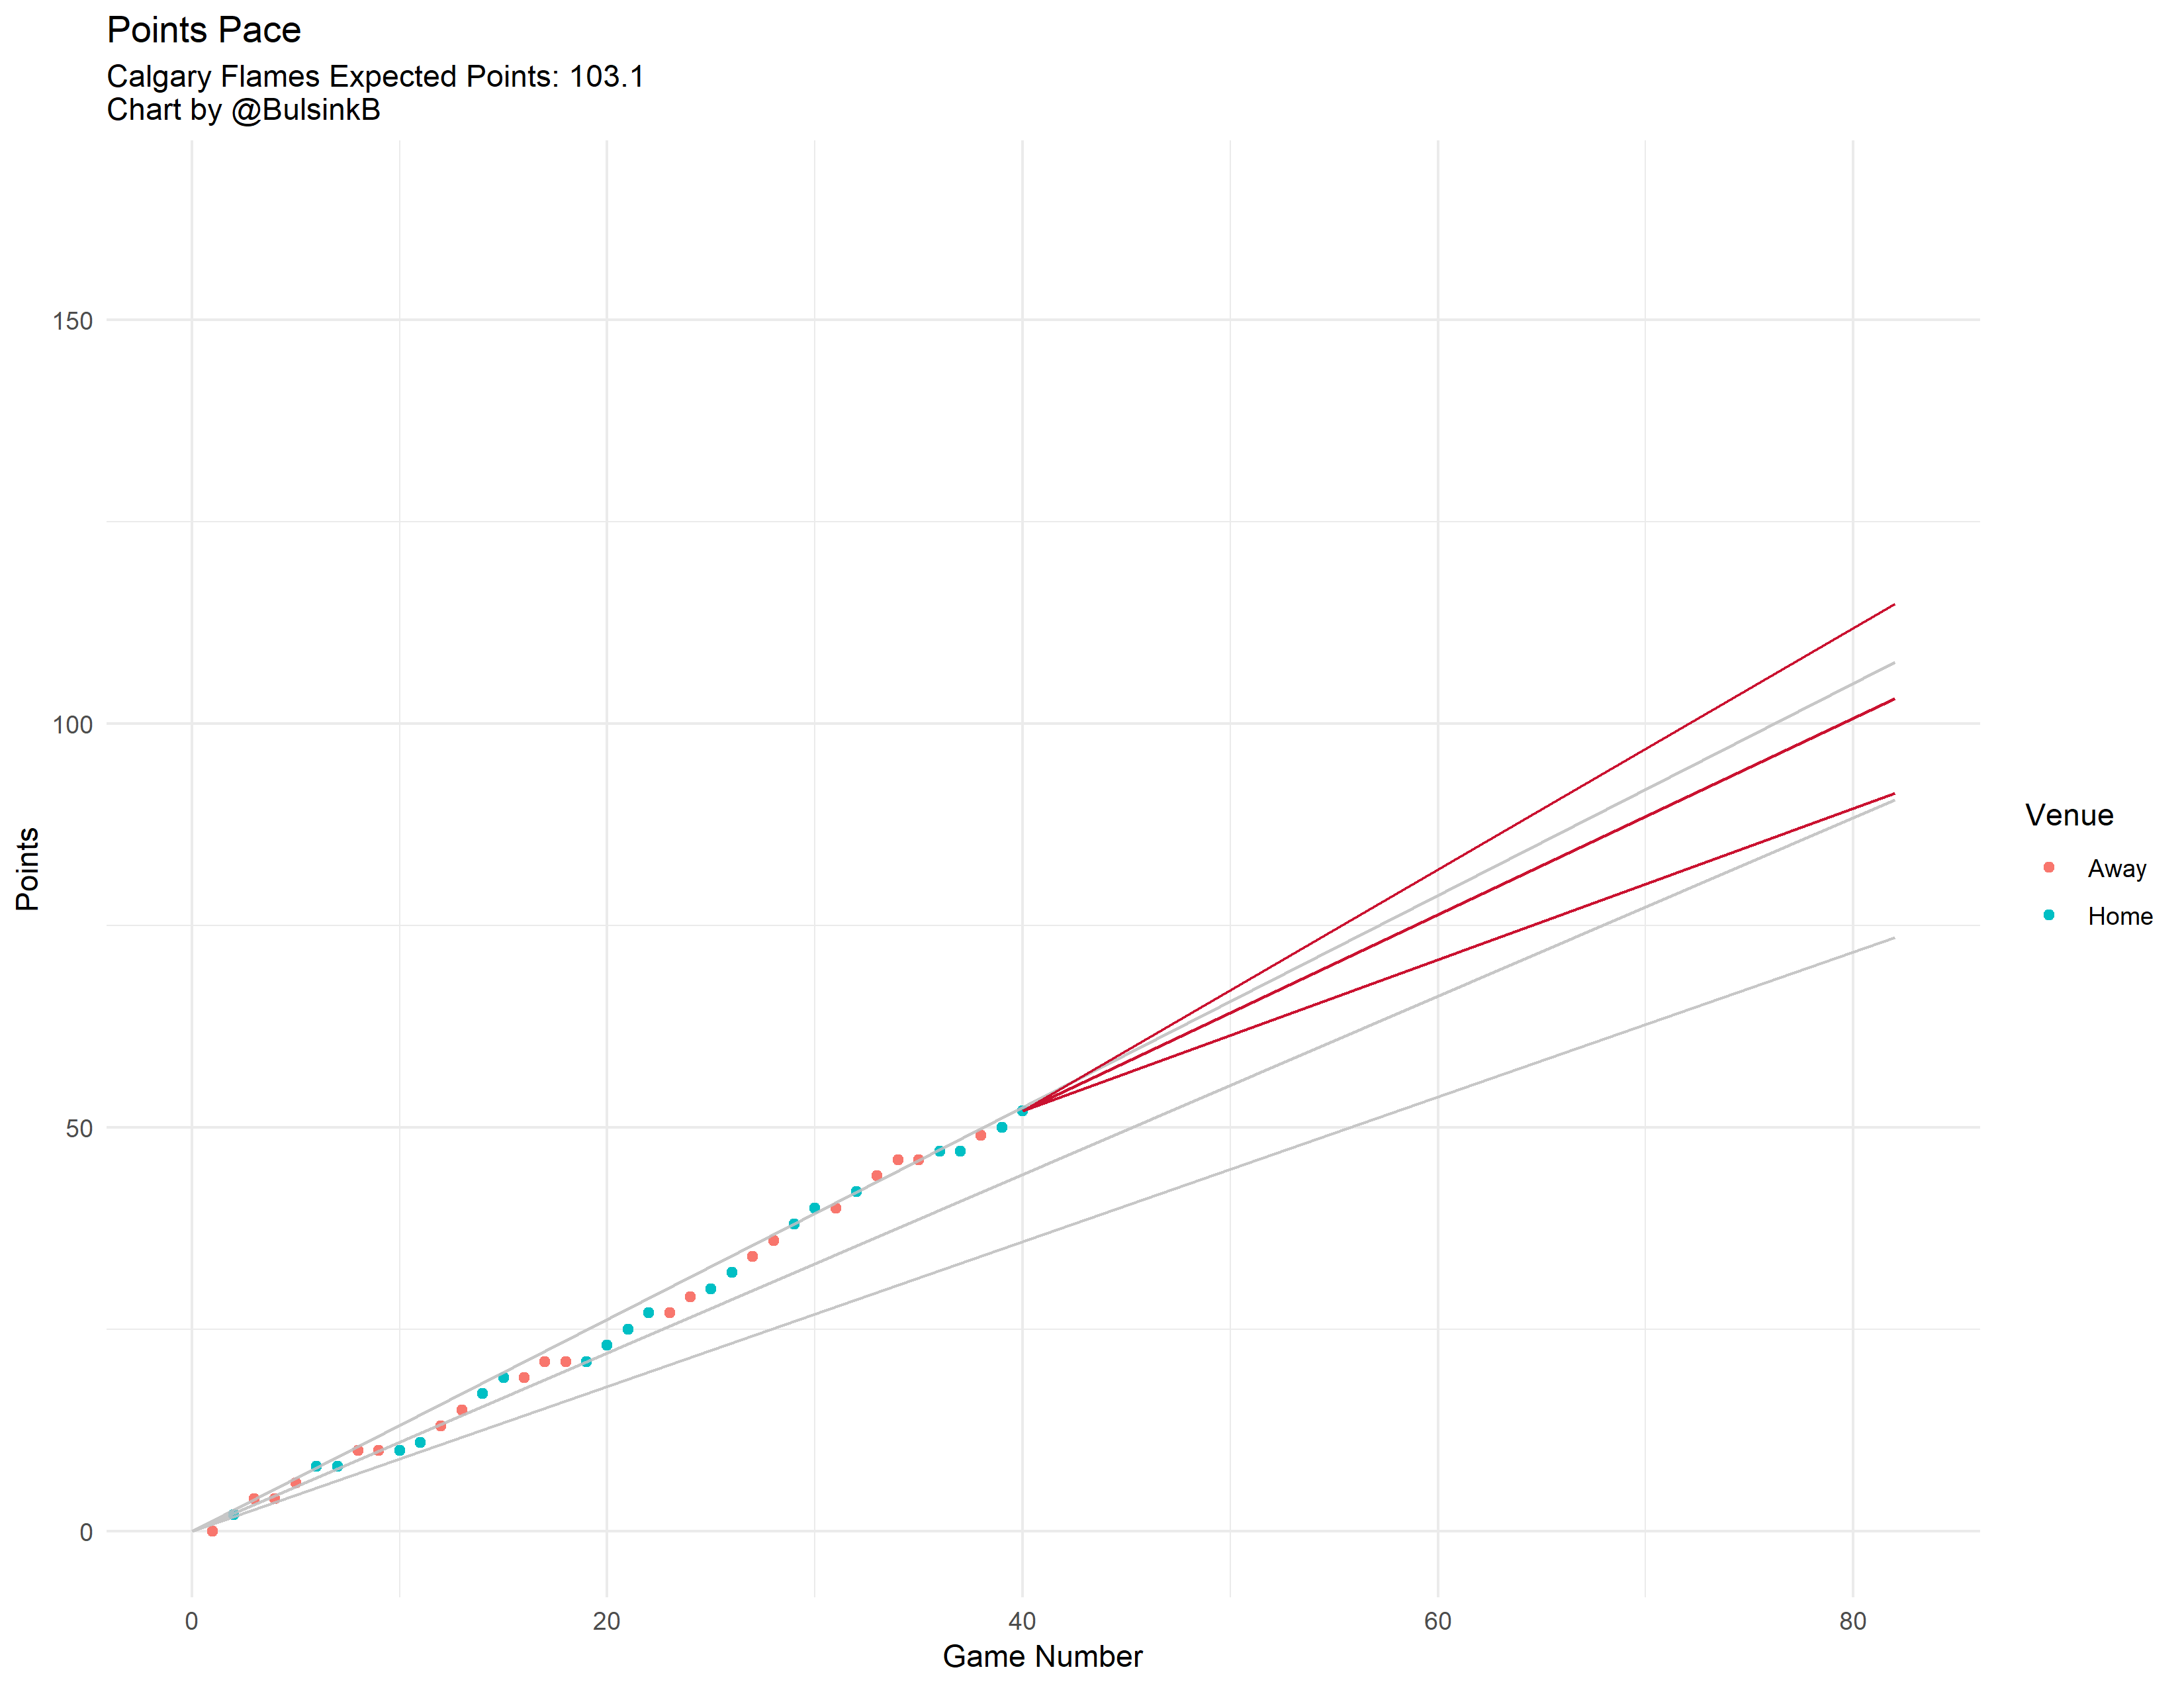 Points Pace
Calgary Flames Expected Points: 103.1
Chart by @BulsinkB
150
100
50
0
Points
0 20 40 60 80
Game Number
Venue
Away
Home